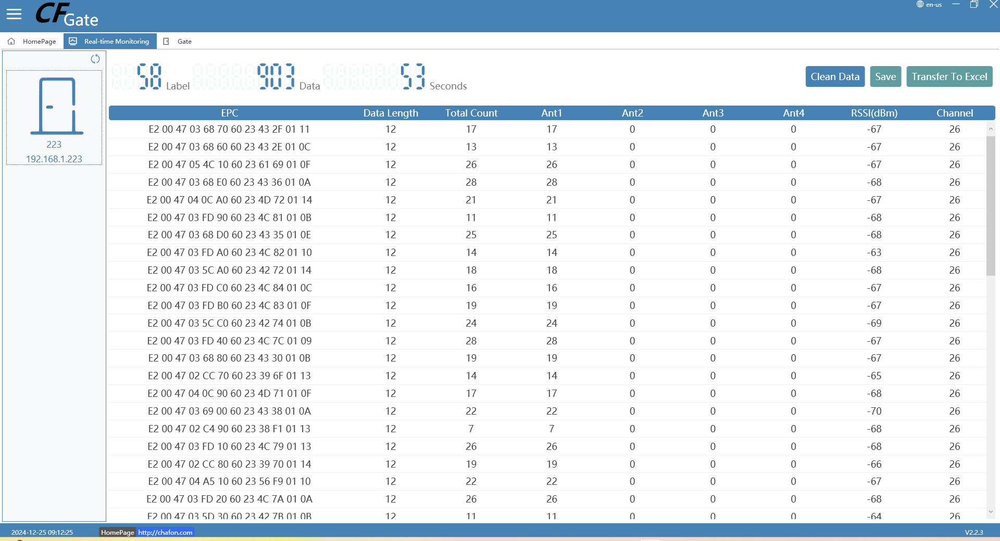 CFGate
en-us
HomePage Real-time Monitoring Gate
58 Label 903 Data 53 Seconds
Clean Data Save Transfer To Excel
223
192.168.1.223
EPC Data Length Total Count Ant1 Ant2 Ant3 Ant4 RSSI(dBm) Channel
E2 00 47 03 68 70 60 23 43 2F 01 11 12 17 17 0 0 0 -67 26
E2 00 47 03 68 60 60 23 43 2E 01 0C 12 13 13 0 0 0 -67 26
E2 00 47 05 4C 10 60 23 61 69 01 0F 12 26 26 0 0 0 -67 26
E2 00 47 03 68 E0 60 23 43 36 01 0A 12 28 28 0 0 0 -68 26
E2 00 47 04 0C A0 60 23 4D 72 01 14 12 21 21 0 0 0 -67 26
E2 00 47 03 FD 90 60 23 4C 81 01 0B 12 11 11 0 0 0 -68 26
E2 00 47 03 68 D0 60 23 43 35 01 0E 12 25 25 0 0 0 -68 26
E2 00 47 03 FD A0 60 23 4C 82 01 10 12 14 14 0 0 0 -63 26
E2 00 47 03 5C A0 60 23 42 72 01 14 12 18 18 0 0 0 -68 26
E2 00 47 03 FD C0 60 23 4C 84 01 0C 12 16 16 0 0 0 -67 26
E2 00 47 03 FD B0 60 23 4C 83 01 0F 12 19 19 0 0 0 -67 26
E2 00 47 03 5C C0 60 23 42 74 01 0B 12 24 24 0 0 0 -69 26
E2 00 47 03 FD 40 60 23 4C 7C 01 09 12 28 28 0 0 0 -67 26
E2 00 47 03 68 80 60 23 43 30 01 0B 12 19 19 0 0 0 -67 26
E2 00 47 02 CC 70 60 23 39 6F 01 13 12 14 14 0 0 0 -65 26
E2 00 47 04 0C 90 60 23 4D 71 01 0F 12 17 17 0 0 0 -68 26
E2 00 47 03 69 00 60 23 43 38 01 0A 12 22 22 0 0 0 -70 26
E2 00 47 02 C4 90 60 23 38 F1 01 13 12 7 7 0 0 0 -68 26
E2 00 47 03 FD 10 60 23 4C 79 01 13 12 26 26 0 0 0 -68 26
E2 00 47 02 CC 80 60 23 39 70 01 14 12 19 19 0 0 0 -66 26
E2 00 47 04 A5 10 60 23 56 F9 01 10 12 22 22 0 0 0 -67 26
E2 00 47 03 FD 20 60 23 4C 7A 01 0A 12 26 26 0 0 0 -68 26
E2 00 47 03 5D 30 60 23 42 7B 01 0B 12 11 11 0 0 0 -64 26
2024-12-25 09:12:25 HomePage http://chafon.com V2.2.3